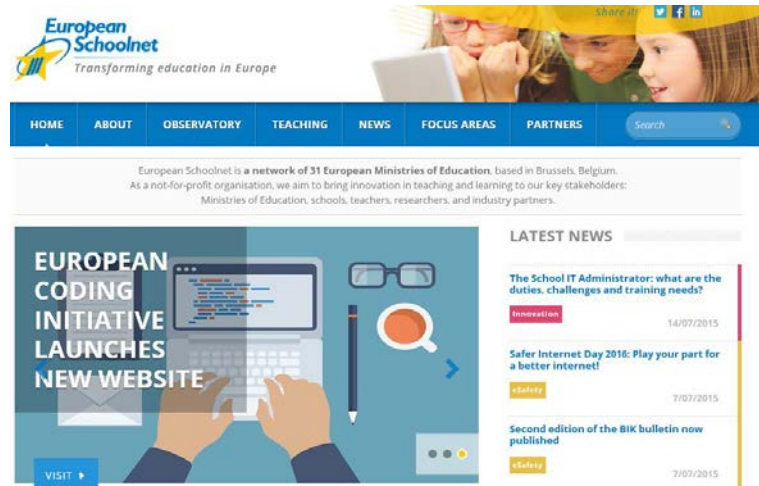 European
Schoolnet
Transforming education in Europe
Share it!
f in
HOME ABOUT OBSERVATORY TEACHING NEWS FOCUS AREAS PARTNERS Search
European Schoolnet is a network of 31 European Ministries of Education, based in Brussels, Belgium.
As a not-for-profit organisation, we aim to bring innovation in teaching and learning to our key stakeholders:
Ministries of Education, schools, teachers, researchers, and industry partners.
EUROPEAN
CODING
INITIATIVE
LAUNCHES
NEW WEBSITE
VISIT
LATEST NEWS
The School IT Administrator: what are the
duties, challenges and training needs?
Innovation
14/07/2015
Safer Internet Day 2016: Play your part for
a better internet!
eSafety
7/07/2015
Second edition of the BIK bulletin now
published
eSafety
7/07/2015